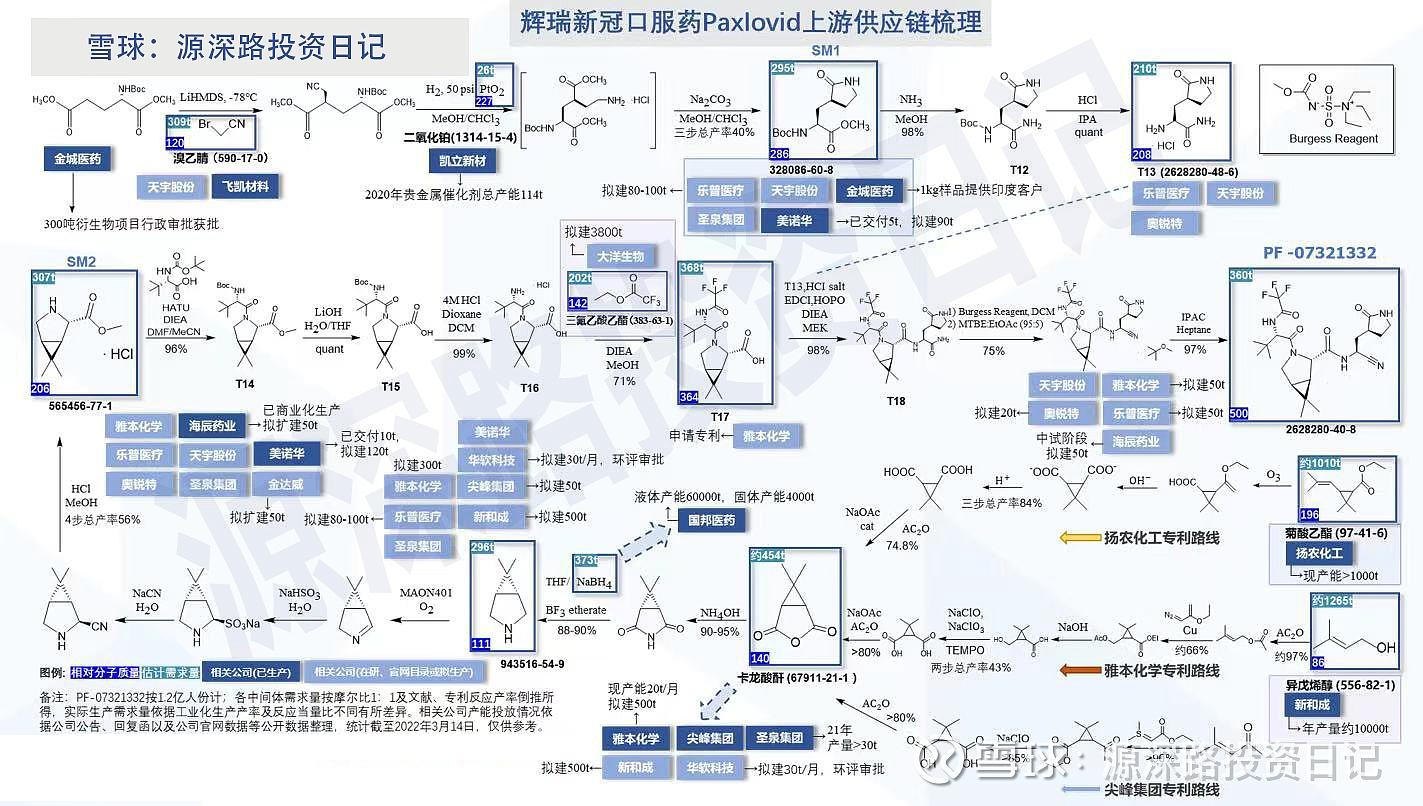 雪球：源深路投资日记
辉瑞新冠口服药Paxlovid上游供应链梳理
LiHMDS, -78℃
309t
120
溴乙腈（590-17-0）
金城医药
天宇股份
飞凯材料
300吨衍生物项目行政审批获批
26t
H₂, 50 psi PtO₂
227
MeOH/CHCl₃
二氧化铂(1314-15-4)
凯立新材
2020年贵金属催化剂总产能114t
Na₂CO₃
MeOH/CHCl₃
三步总产率40%
SM1
295t
286
328086-60-8
拟建80-100t
乐普医疗
天宇股份
金城医药
1kg样品提供印度客户
圣泉集团
美诺华
已交付5t，拟建90t
NH₃
MeOH
98%
T12
HCl
IPA
quant
210t
208
T13 (2628280-48-6)
乐普医疗
天宇股份
奥锐特
Burgess Reagent
SM2
307t
206
565456-77-1
HATU
DIEA
DMF/MeCN
96%
T14
LiOH
H₂O/THF
quant
T15
4M HCl
Dioxane
DCM
99%
T16
拟建3800t
大洋生物
202t
142
三氟乙酸乙酯 (383-63-1)
DIEA
MeOH
71%
368t
364
T17
申请专利
雅本化学
T13,HCl salt
EDCI,HOPO
DIEA
MEK
98%
T18
1) Burgess Reagent, DCM
2) MTBE:EtOAc (95:5)
75%
IPAC
Heptane
97%
PF -07321332
360t
500
2628280-40-8
天宇股份
雅本化学
拟建50t
拟建20t
奥锐特
乐普医疗
拟建50t
中试阶段
拟建50t
海辰药业
雅本化学
海辰药业
已商业化生产
拟扩建50t
乐普医疗
天宇股份
美诺华
已交付10t,
拟建120t
奥锐特
圣泉集团
金达威
拟扩建50t
HCl
MeOH
4步总产率56%
美诺华
华软科技
拟建30t/月，环评审批
拟建300t
雅本化学
尖峰集团
拟建50t
拟建80-100t
乐普医疗
新和成
拟建500t
圣泉集团
液体产能60000t，固体产能4000t
国邦医药
NaCN
H₂O
NaHSO₃
H₂O
MAON401
O₂
296t
111
943516-54-9
373t
THF/ NaBH₄
BF₃ etherate
88-90%
NH₄OH
90-95%
约454t
140
卡龙酸酐 (67911-21-1 )
NaOAc
cat
AC₂O
74.8%
H⁺
三步总产率84%
OH⁻
O₃
约1010t
196
菊酸乙酯 (97-41-6)
扬农化工
现产能>1000t
扬农化工专利路线
NaOAc
AC₂O
>80%
NaClO,
NaClO₃
TEMPO
两步总产率43%
NaOH
Cu
约66%
AC₂O
约97%
约1265t
86
异戊烯醇 (556-82-1)
新和成
年产量约10000t
雅本化学专利路线
AC₂O
>80%
NaClO
>85%
尖峰集团专利路线
现产能20t/月
拟建500t
雅本化学
尖峰集团
圣泉集团
21年
产量>30t
拟建500t
新和成
华软科技
拟建30t/月，环评审批
图例:
相对分子质量
估计需求量
相关公司(已生产)
相关公司(在研、官网目录或拟生产)
备注：PF-07321332按1.2亿人份计；各中间体需求量按摩尔比1：1及文献、专利反应产率倒推所
得，实际生产需求量依据工业化生产产率及反应当量比不同有所差异。相关公司产能投放情况依
据公司公告、回复函以及公司官网数据等公开数据整理，统计截至2022年3月14日，仅供参考。
雪球：源深路投资日记
源深路投资日记